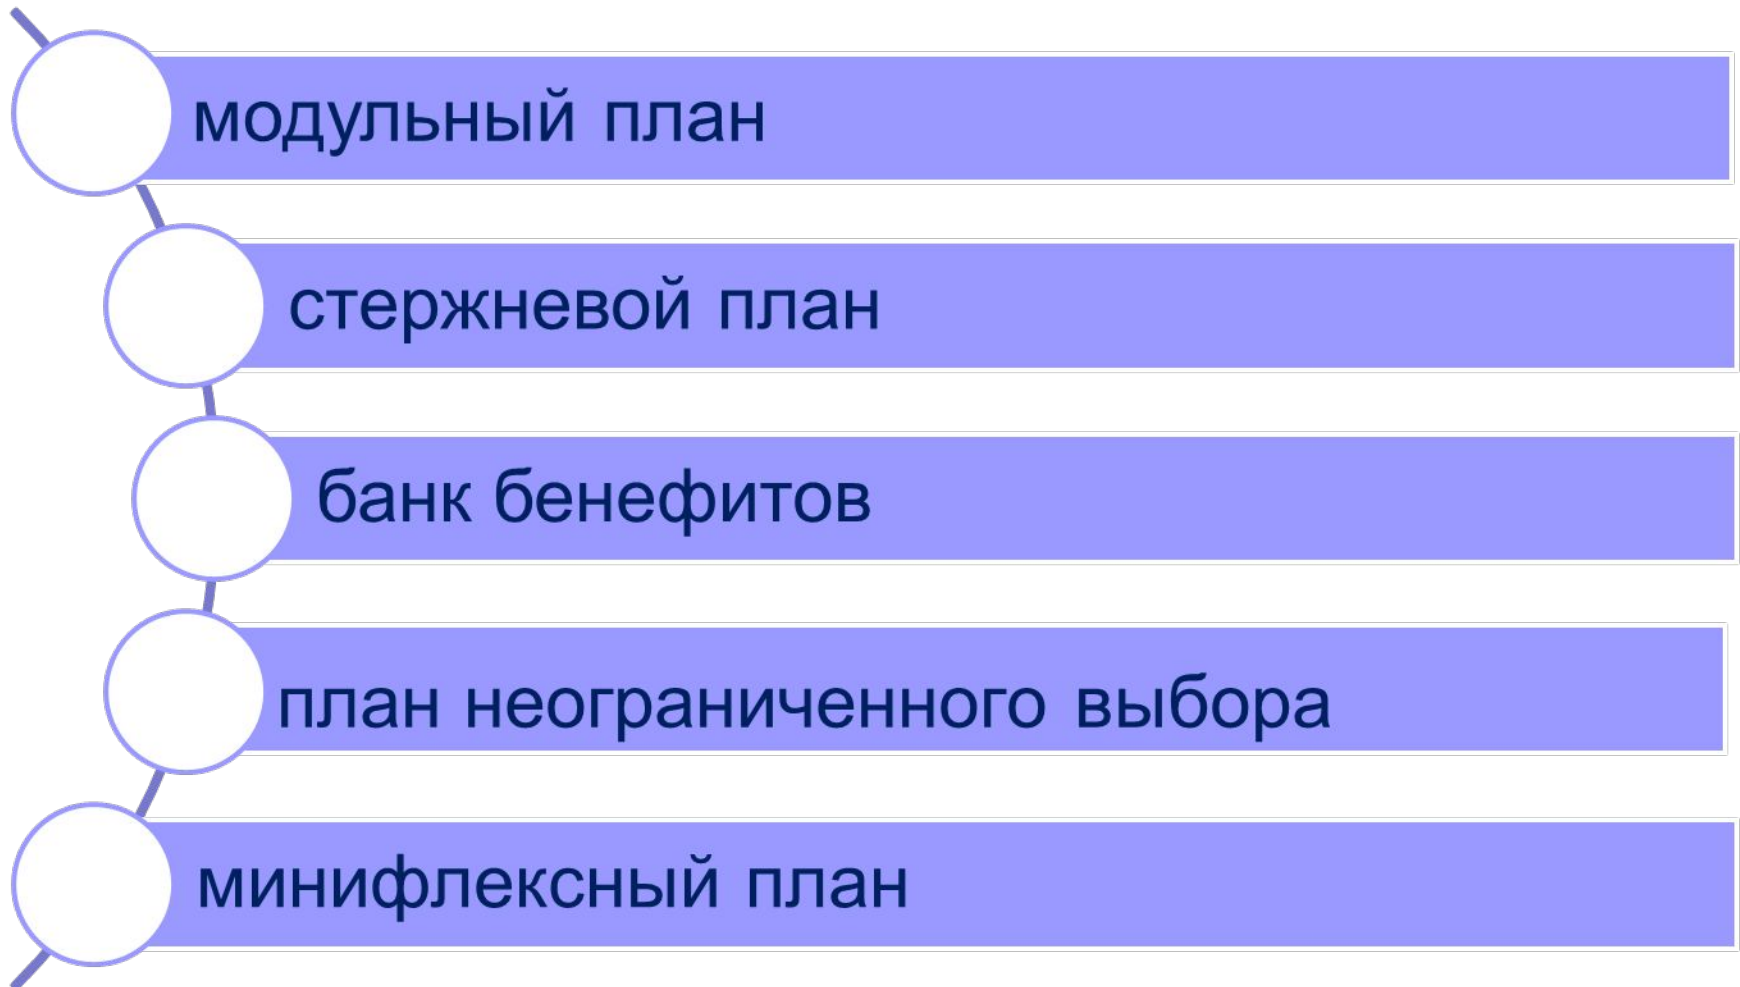 модульный план
стержневой план
банк бенефитов
план неограниченного выбора
минифлексный план